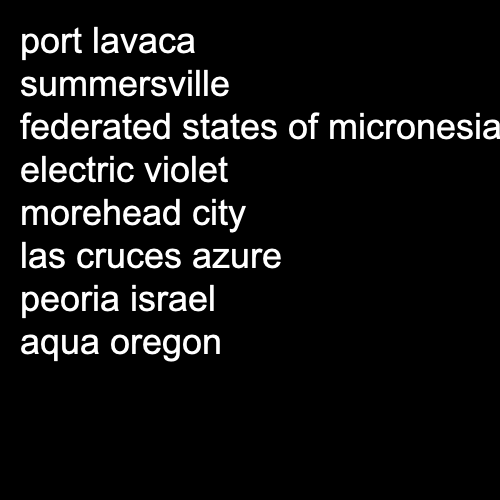 port lavaca
summersville
federated states of micronesia
electric violet
morehead city
las cruces azure
peoria israel
aqua oregon